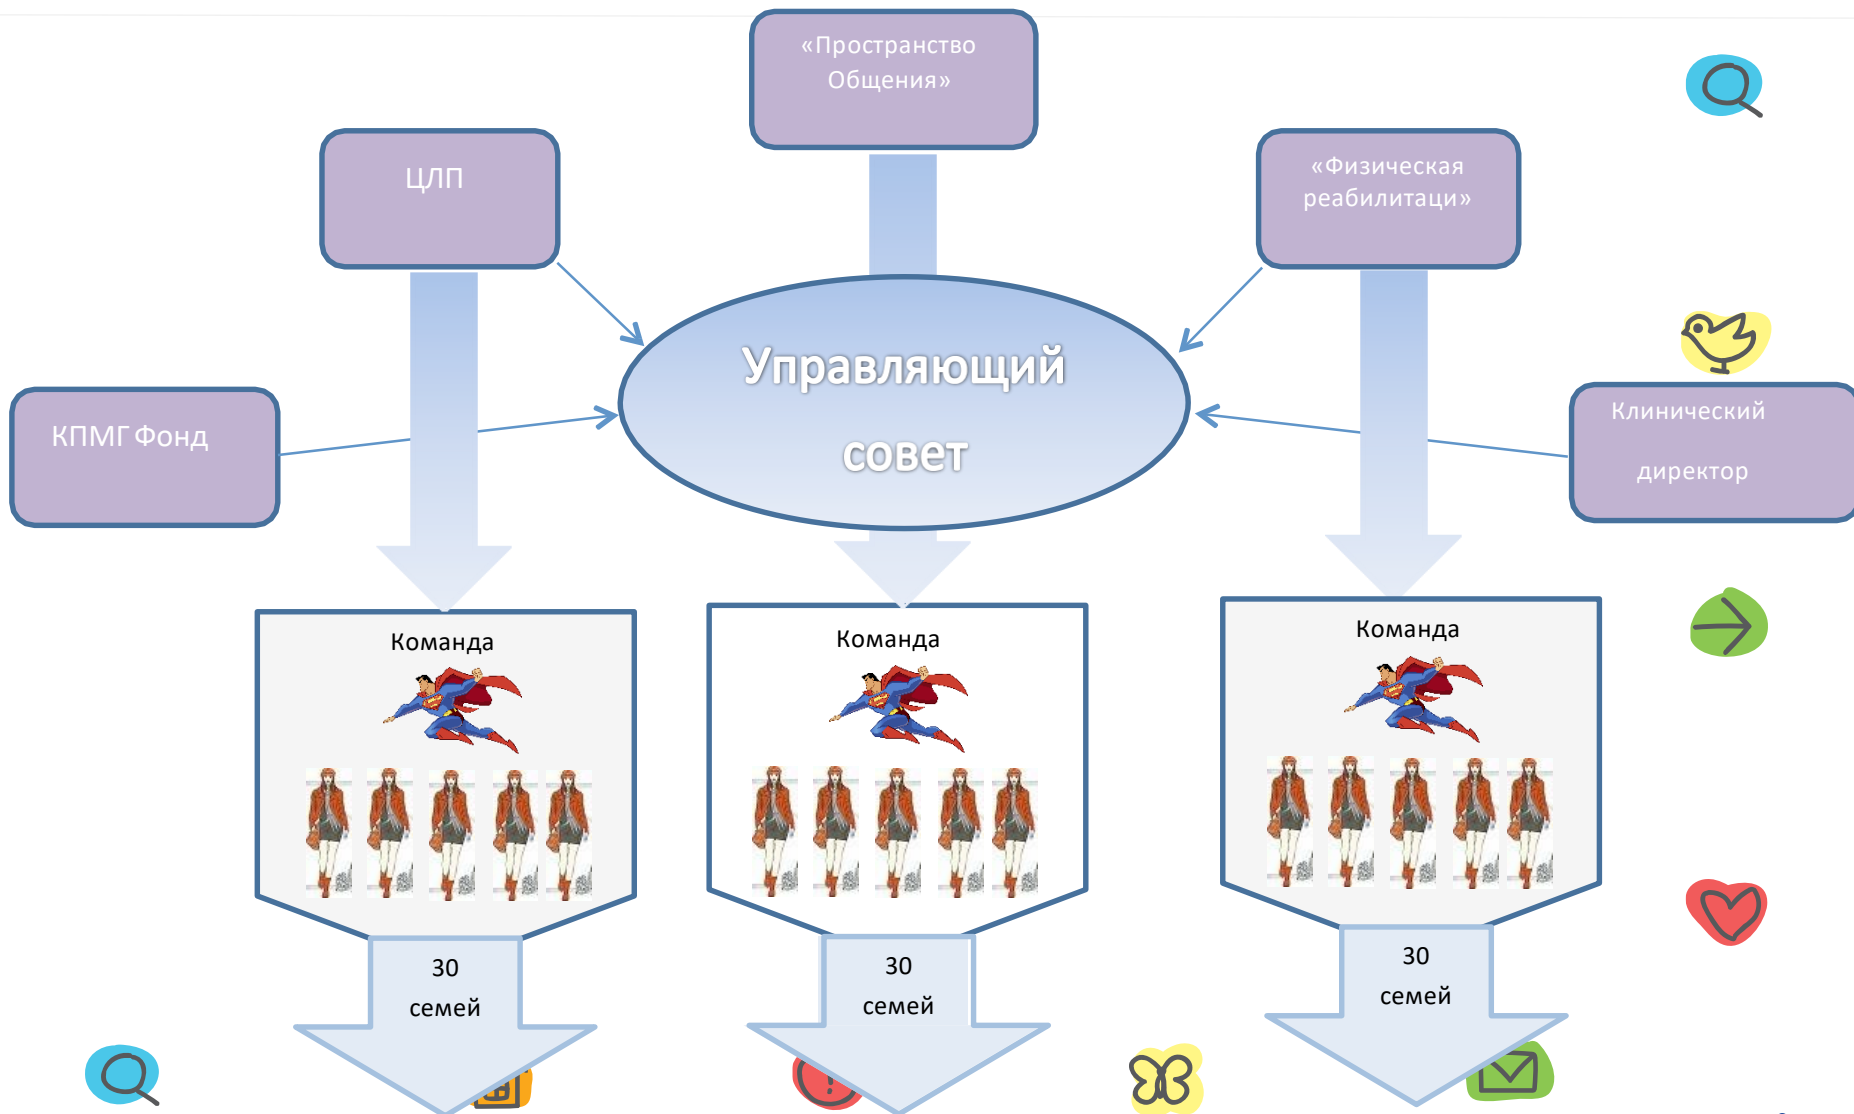 «Пространство
Общения»
ЦЛП
«Физическая
реабилитаци»
Управляющий
совет
КПМГ Фонд
Клинический
директор
Команда
Команда
Команда
30
семей
30
семей
30
семей